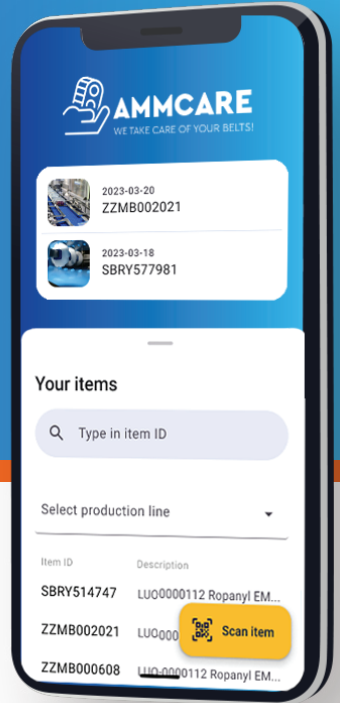 AMMCARE
WE TAKE CARE OF YOUR BELTS!
2023-03-20
ZZMB002021
2023-03-18
SBRY577981
Your items
Type in item ID
Select production line
Item ID Description
SBRY514747 LUO0000112 Ropanyl EM...
ZZMB002021 LUO000
Scan item
ZZMB000608 LUO-0000112 Ropanyl EM...